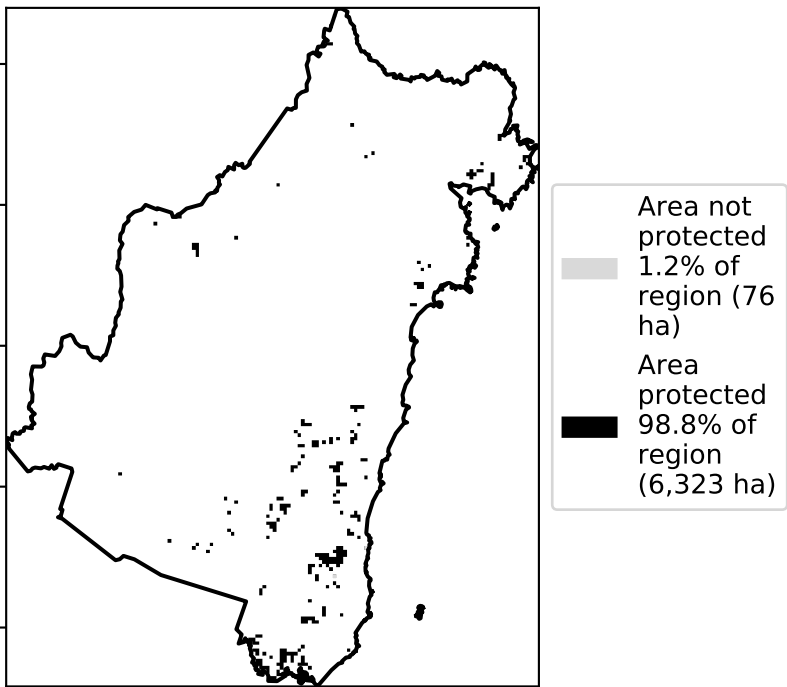 Area not
protected
1.2% of
region (76
ha)
Area
protected
98.8% of
region
(6,323 ha)